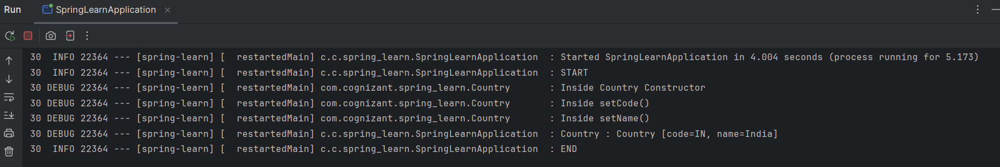 Run SpringLearnApplication
30  INFO 22364 --- [spring-learn] [  restartedMain] c.c.spring_learn.SpringLearnApplication  : Started SpringLearnApplication in 4.004 seconds (process running for 5.173)
30  INFO 22364 --- [spring-learn] [  restartedMain] c.c.spring_learn.SpringLearnApplication  : START
30 DEBUG 22364 --- [spring-learn] [  restartedMain] com.cognizant.spring_learn.Country       : Inside Country Constructor
30 DEBUG 22364 --- [spring-learn] [  restartedMain] com.cognizant.spring_learn.Country       : Inside setCode()
30 DEBUG 22364 --- [spring-learn] [  restartedMain] com.cognizant.spring_learn.Country       : Inside setName()
30 DEBUG 22364 --- [spring-learn] [  restartedMain] c.c.spring_learn.SpringLearnApplication  : Country : Country [code=IN, name=India]
30  INFO 22364 --- [spring-learn] [  restartedMain] c.c.spring_learn.SpringLearnApplication  : END